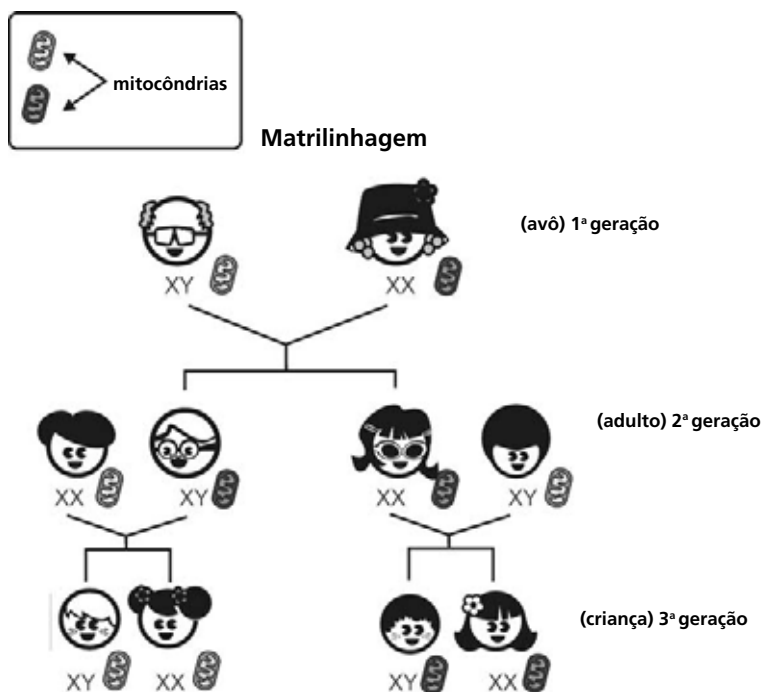 mitocôndrias
Matrilinhagem
(avô) 1ª geração
XY XX
(adulto) 2ª geração
XX XY XX XY
(criança) 3ª geração
XY XX XY XX